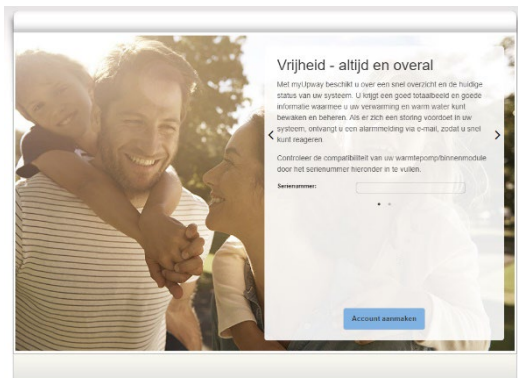 Vrijheid - altijd en overal
Met myUpway beschikt u over een snel overzicht en de huidige
status van uw systeem. U krijgt een goed totaalbeeld en goede
informatie waarmee u uw verwarming en warm water kunt
bewaken en beheren. Als er zich een storing voordoet in uw
systeem, ontvangt u een alarmmelding via e-mail, zodat u snel
kunt reageren.
Controleer de compatibiliteit van uw warmtepomp/binnenmodule
door het serienummer hieronder in te vullen.
Serienummer:
Account aanmaken